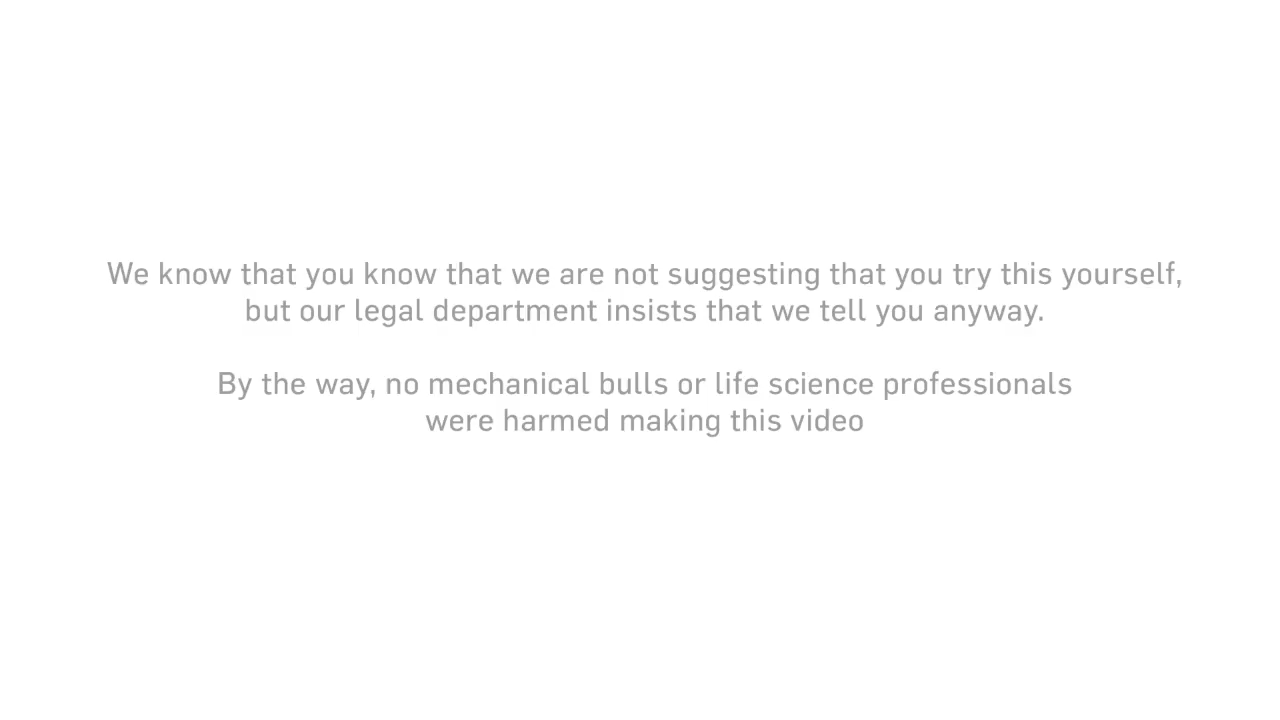 We know that you know that we are not suggesting that you try this yourself,
but our legal department insists that we tell you anyway.
By the way, no mechanical bulls or life science professionals
were harmed making this video